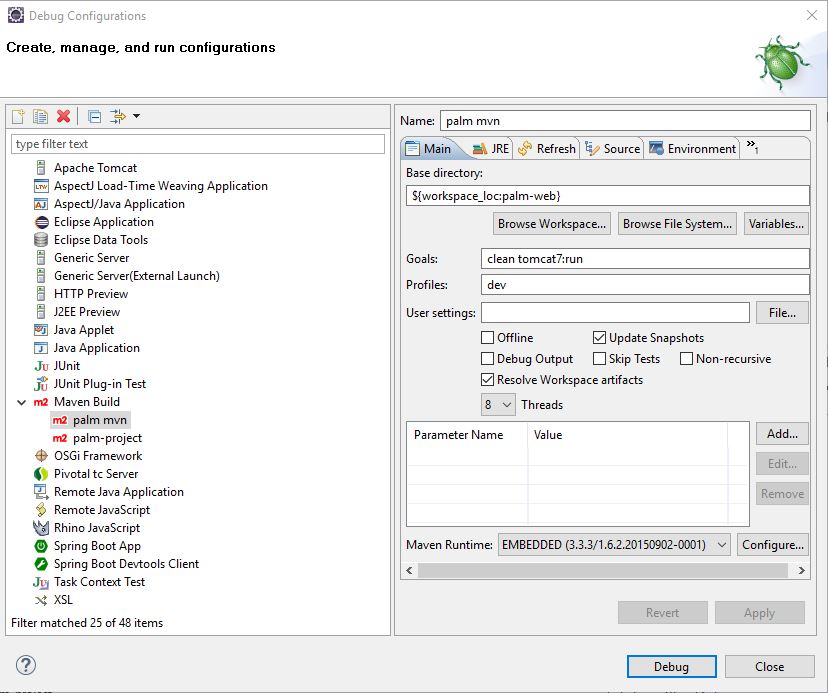 Debug Configurations
Create, manage, and run configurations
type filter text
Apache Tomcat
LTW AspectJ Load-Time Weaving Application
AJ AspectJ/Java Application
Eclipse Application
Eclipse Data Tools
Generic Server
Generic Server(External Launch)
HTTP Preview
J2EE Preview
Java Applet
Java Application
Ju JUnit
JUnit Plug-in Test
m2 Maven Build
m2 palm mvn
m2 palm-project
OSGi Framework
Pivotal tc Server
Remote Java Application
Remote JavaScript
Rhino JavaScript
Spring Boot App
Spring Boot Devtools Client
Ju Task Context Test
XSL
Filter matched 25 of 48 items
Name: palm mvn
Main JRE Refresh Source Environment »1
Base directory:
${workspace_loc:palm-web}
Browse Workspace... Browse File System... Variables...
Goals: clean tomcat7:run
Profiles: dev
User settings: File...
Offline Update Snapshots
Debug Output Skip Tests Non-recursive
Resolve Workspace artifacts
8 Threads
Parameter Name Value Add...
Edit...
Remove
Maven Runtime: EMBEDDED (3.3.3/1.6.2.20150902-0001) Configure...
Revert Apply
? Debug Close